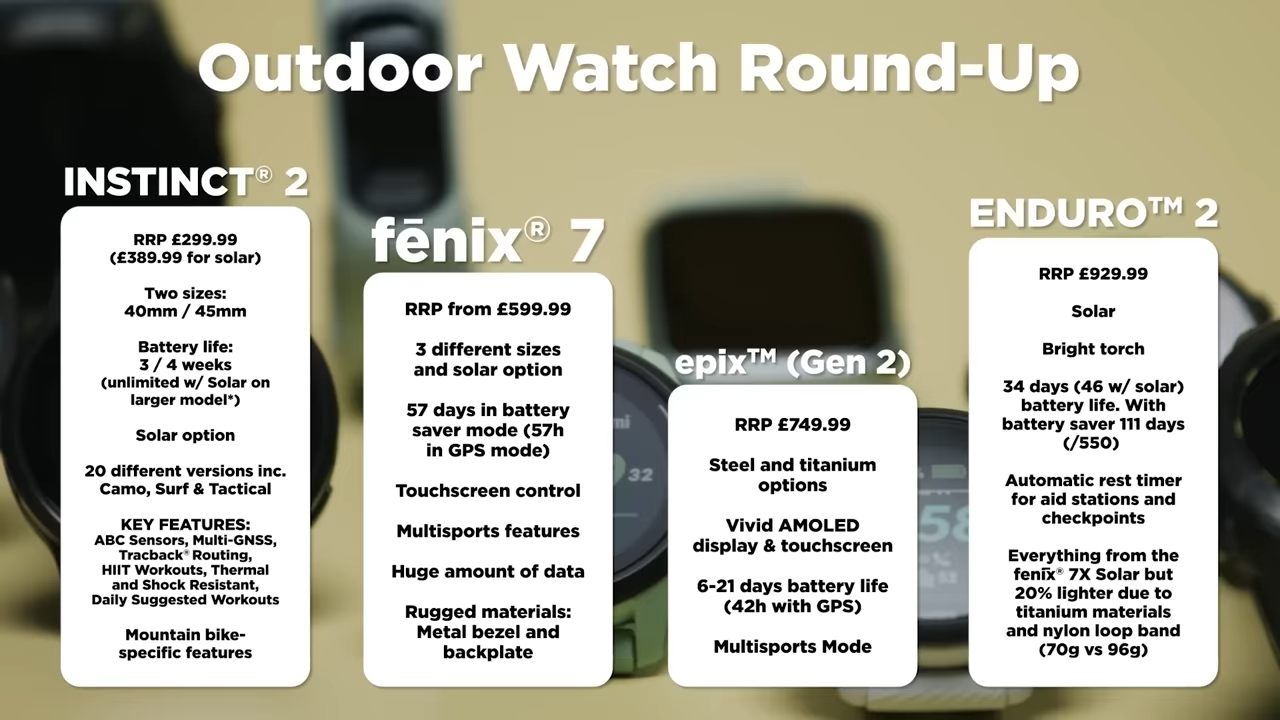 Outdoor Watch Round-Up
INSTINCT® 2
RRP £299.99
(£389.99 for solar)
Two sizes:
40mm / 45mm
Battery life:
3 / 4 weeks
(unlimited w/ Solar on
larger model*)
Solar option
20 different versions inc.
Camo, Surf & Tactical
KEY FEATURES:
ABC Sensors, Multi-GNSS,
Tracback® Routing,
HIIT Workouts, Thermal
and Shock Resistant,
Daily Suggested Workouts
Mountain bike-
specific features
fēnix® 7
RRP from £599.99
3 different sizes
and solar option
57 days in battery
saver mode (57h
in GPS mode)
Touchscreen control
Multisports features
Huge amount of data
Rugged materials:
Metal bezel and
backplate
32
epix™ (Gen 2)
RRP £749.99
Steel and titanium
options
Vivid AMOLED
display & touchscreen
6-21 days battery life
(42h with GPS)
Multisports Mode
58
ENDURO™ 2
RRP £929.99
Solar
Bright torch
34 days (46 w/ solar)
battery life. With
battery saver 111 days
(/550)
Automatic rest timer
for aid stations and
checkpoints
Everything from the
fenīx® 7X Solar but
20% lighter due to
titanium materials
and nylon loop band
(70g vs 96g)